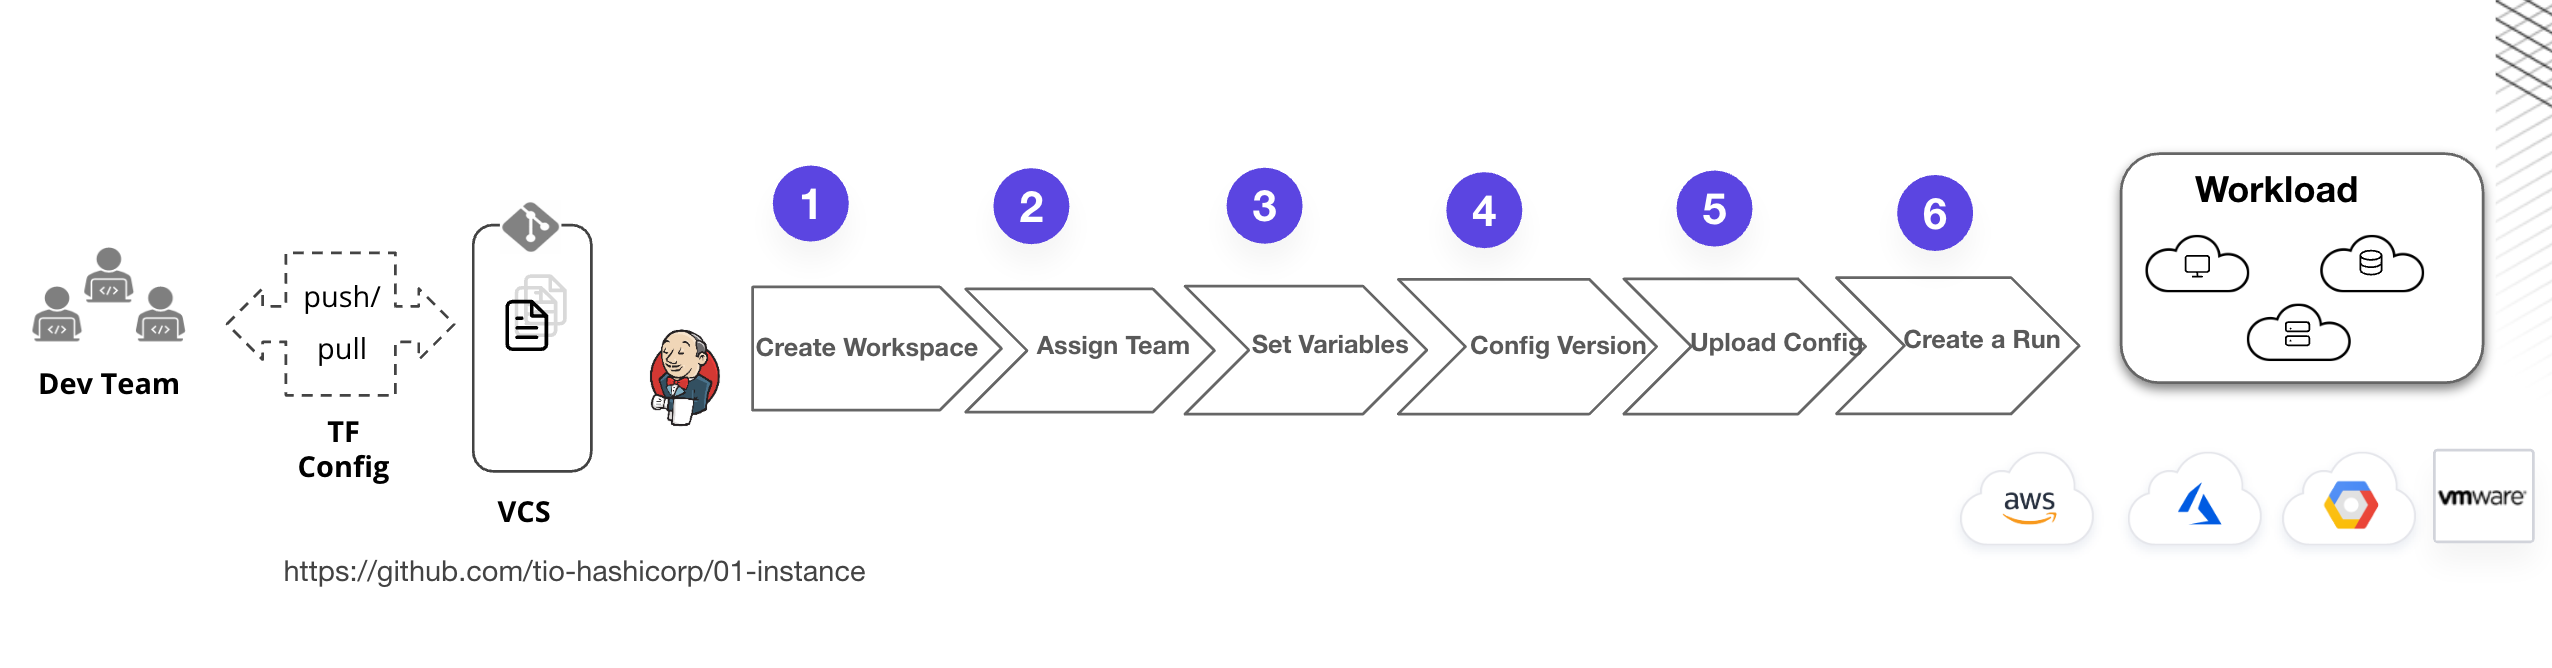 Dev Team
push/
pull
TF
Config
VCS
https://github.com/tio-hashicorp/01-instance
1
Create Workspace
2
Assign Team
3
Set Variables
4
Config Version
5
Upload Config
6
Create a Run
Workload
aws
vmware